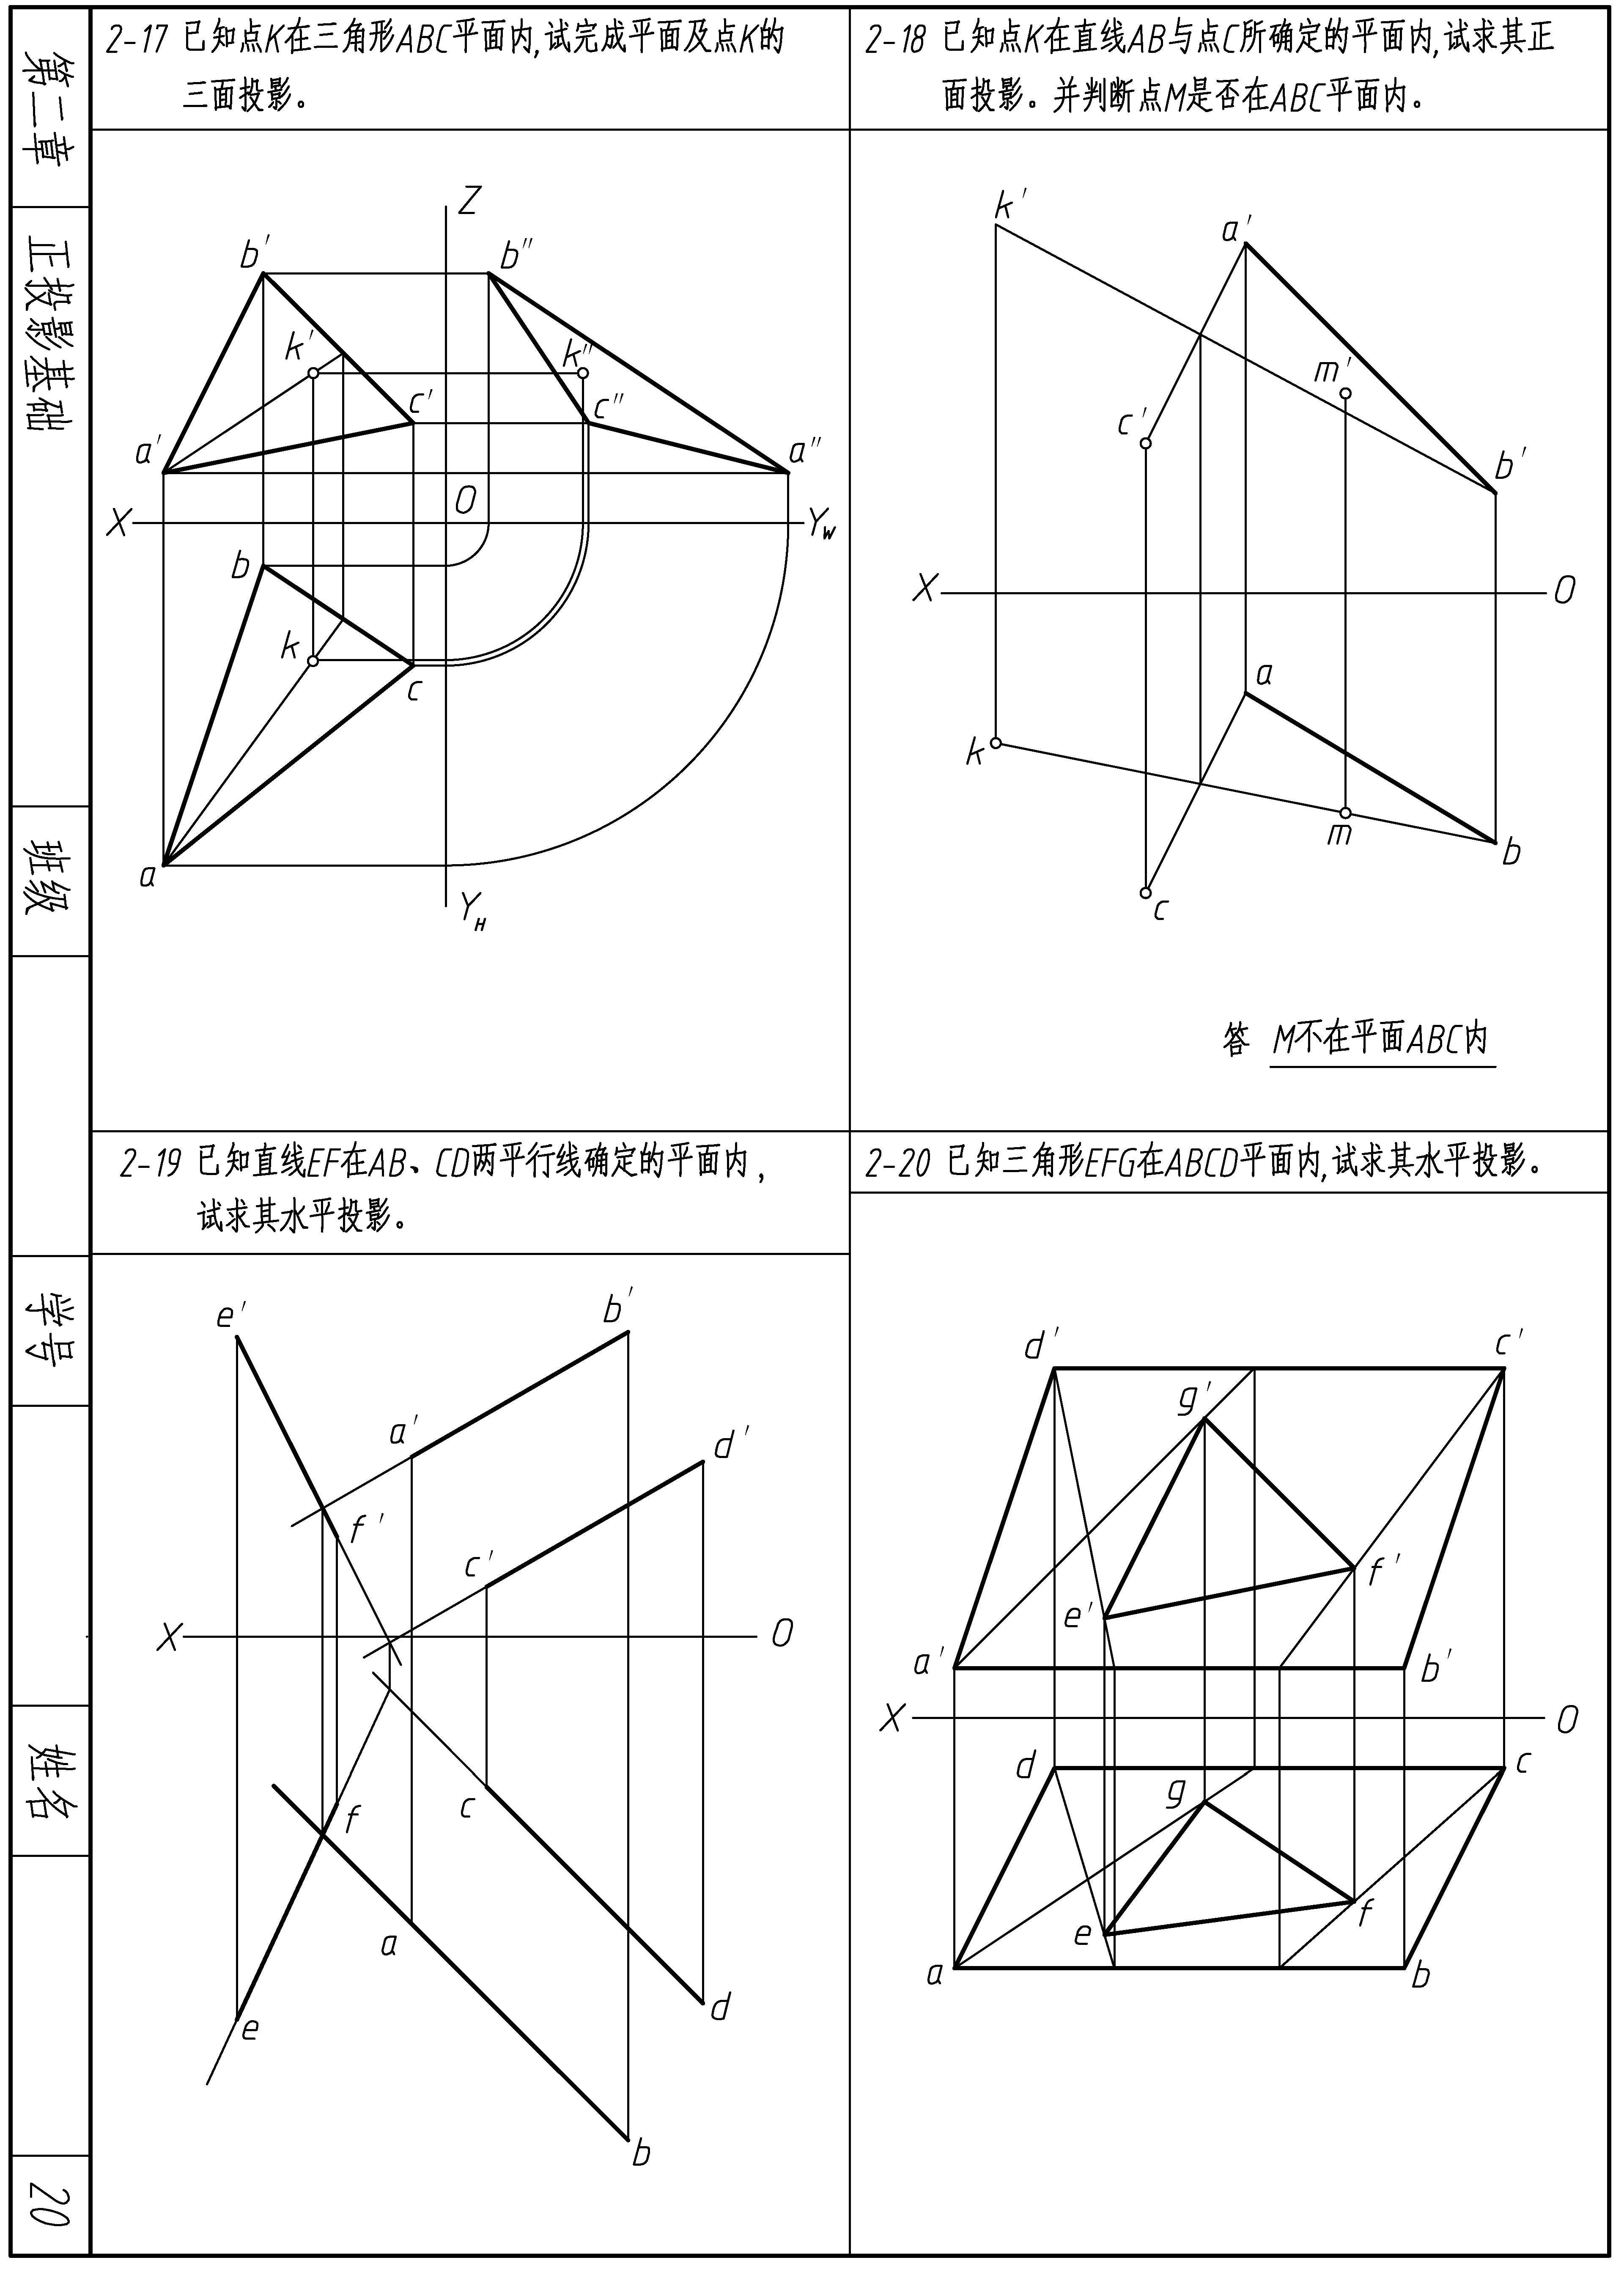 第二章
正投影基础
班级
学号
姓名
20
2-17 已知点K在三角形ABC平面内,试完成平面及点K的
三面投影。
Z
b'
b"
k'
k"
c'
c"
a'
a"
O
X
Yw
b
k
c
a
YH
2-18 已知点K在直线AB与点C所确定的平面内,试求其正
面投影。并判断点M是否在ABC平面内。
k'
a'
m'
c'
b'
X
O
a
k
m
b
c
答 M不在平面ABC内
2-19 已知直线EF在AB、CD两平行线确定的平面内,
试求其水平投影。
e'
b'
a'
d'
f'
c'
X
O
c
f
a
d
e
b
2-20 已知三角形EFG在ABCD平面内,试求其水平投影。
d'
c'
g'
f'
e'
a'
b'
X
O
d
c
g
f
e
a
b